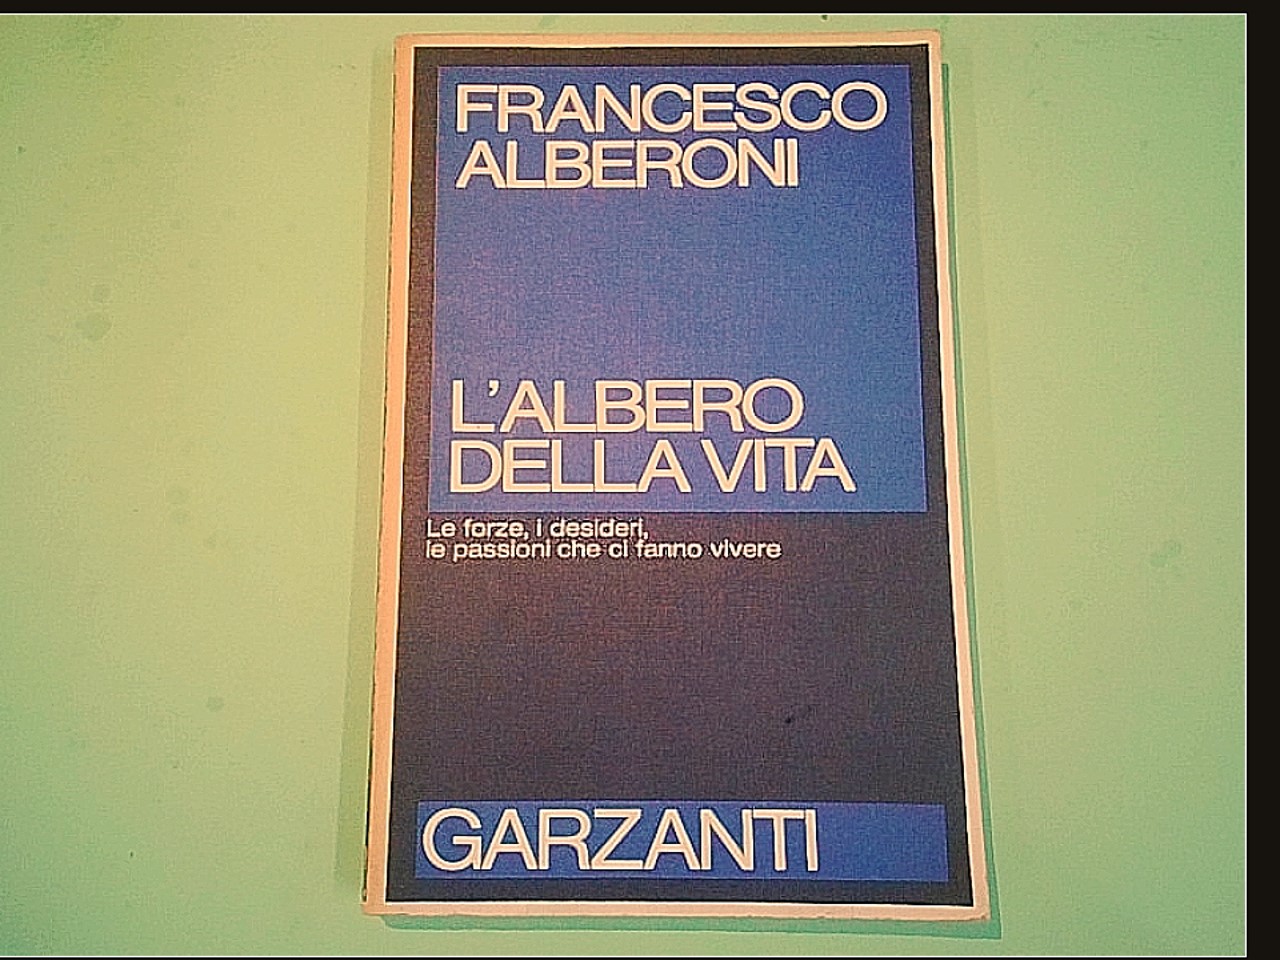 FRANCESCO
ALBERONI
L'ALBERO
DELLA VITA
Le forze, i desideri,
le passioni che ci fanno vivere
GARZANTI